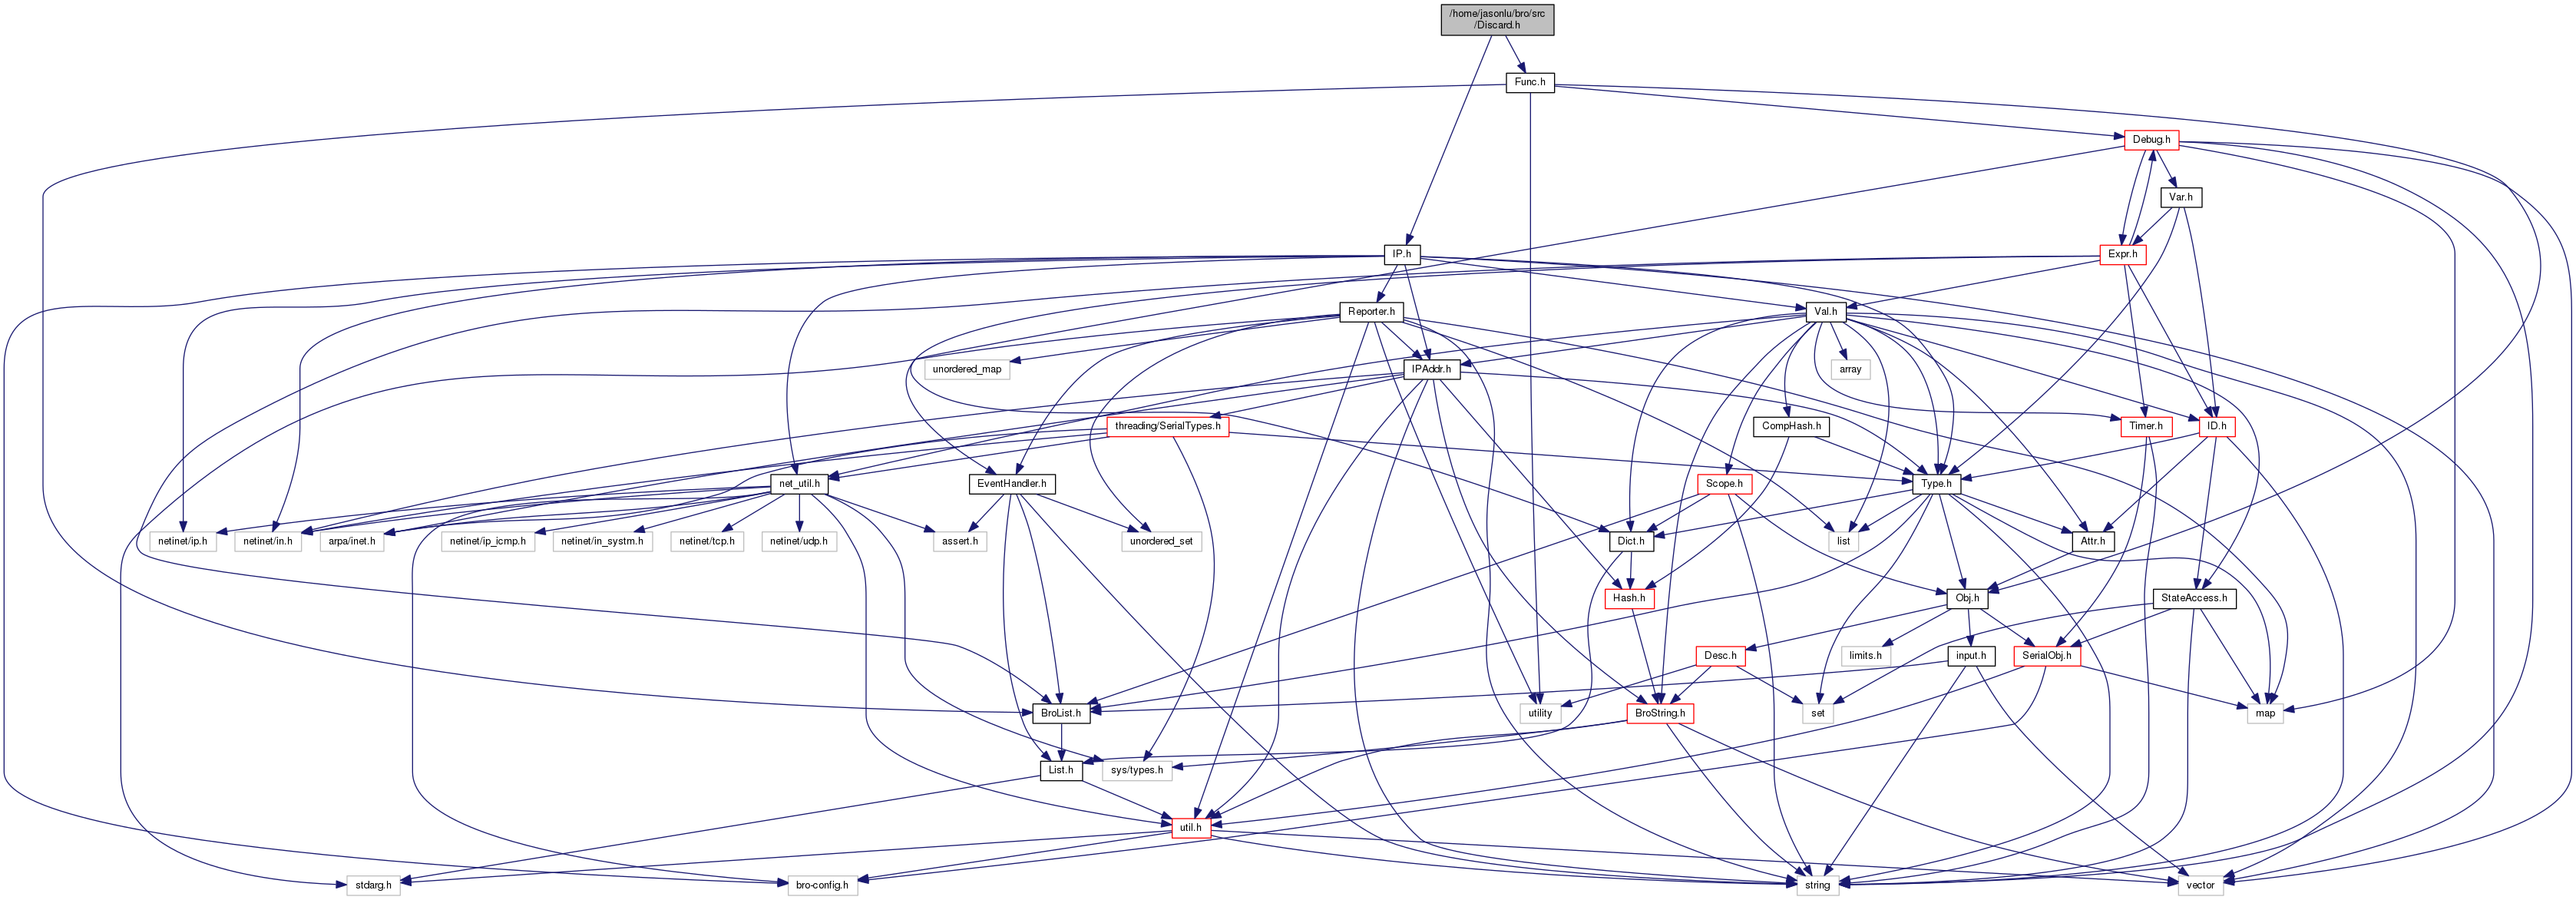 /home/jasonlu/bro/src
/Discard.h
Func.h
Debug.h
Var.h
IP.h
Expr.h
Reporter.h
Val.h
unordered_map
IPAddr.h
array
threading/SerialTypes.h
CompHash.h
Timer.h
ID.h
net_util.h
EventHandler.h
Scope.h
Type.h
netinet/ip.h
netinet/in.h
arpa/inet.h
netinet/ip_icmp.h
netinet/in_systm.h
netinet/tcp.h
netinet/udp.h
assert.h
unordered_set
Dict.h
list
Attr.h
Hash.h
Obj.h
StateAccess.h
Desc.h
limits.h
input.h
SerialObj.h
BroList.h
utility
BroString.h
set
map
List.h
sys/types.h
util.h
stdarg.h
bro-config.h
string
vector